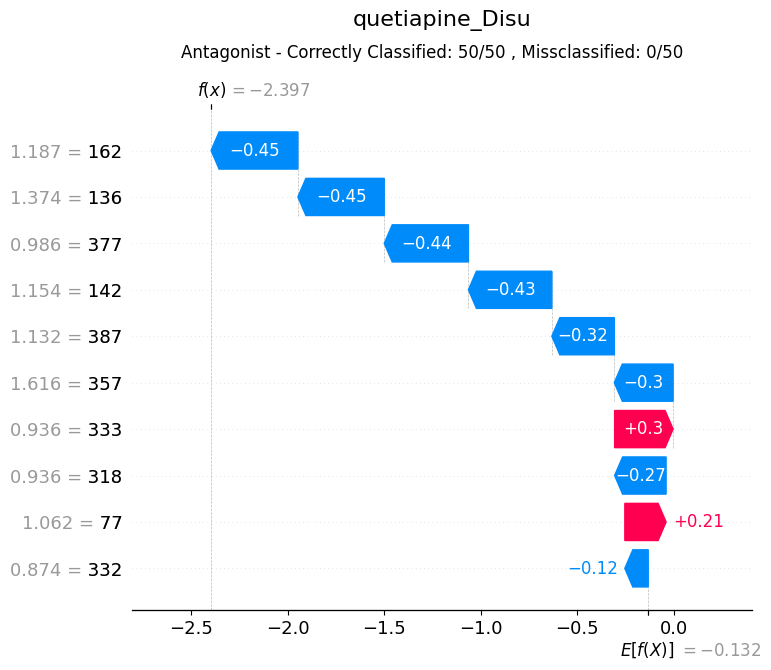 quetiapine_Disu
Antagonist - Correctly Classified: 50/50 , Missclassified: 0/50
f(x) = −2.397
1.187 = 162
−0.45
1.374 = 136
−0.45
0.986 = 377
−0.44
1.154 = 142
−0.43
1.132 = 387
−0.32
1.616 = 357
−0.3
0.936 = 333
+0.3
0.936 = 318
−0.27
1.062 = 77
+0.21
0.874 = 332
−0.12
−2.5 −2.0 −1.5 −1.0 −0.5 0.0
E[f(X)] = −0.132